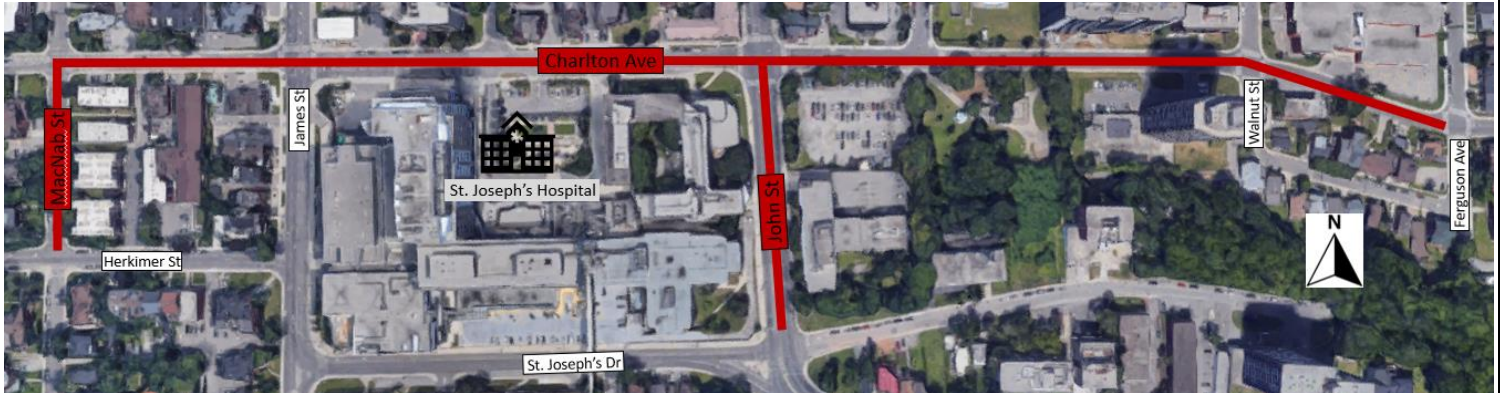 Charlton Ave
MacNab St
James St
St. Joseph's Hospital
John St
Walnut St
Ferguson Ave
N
Herkimer St
St. Joseph's Dr